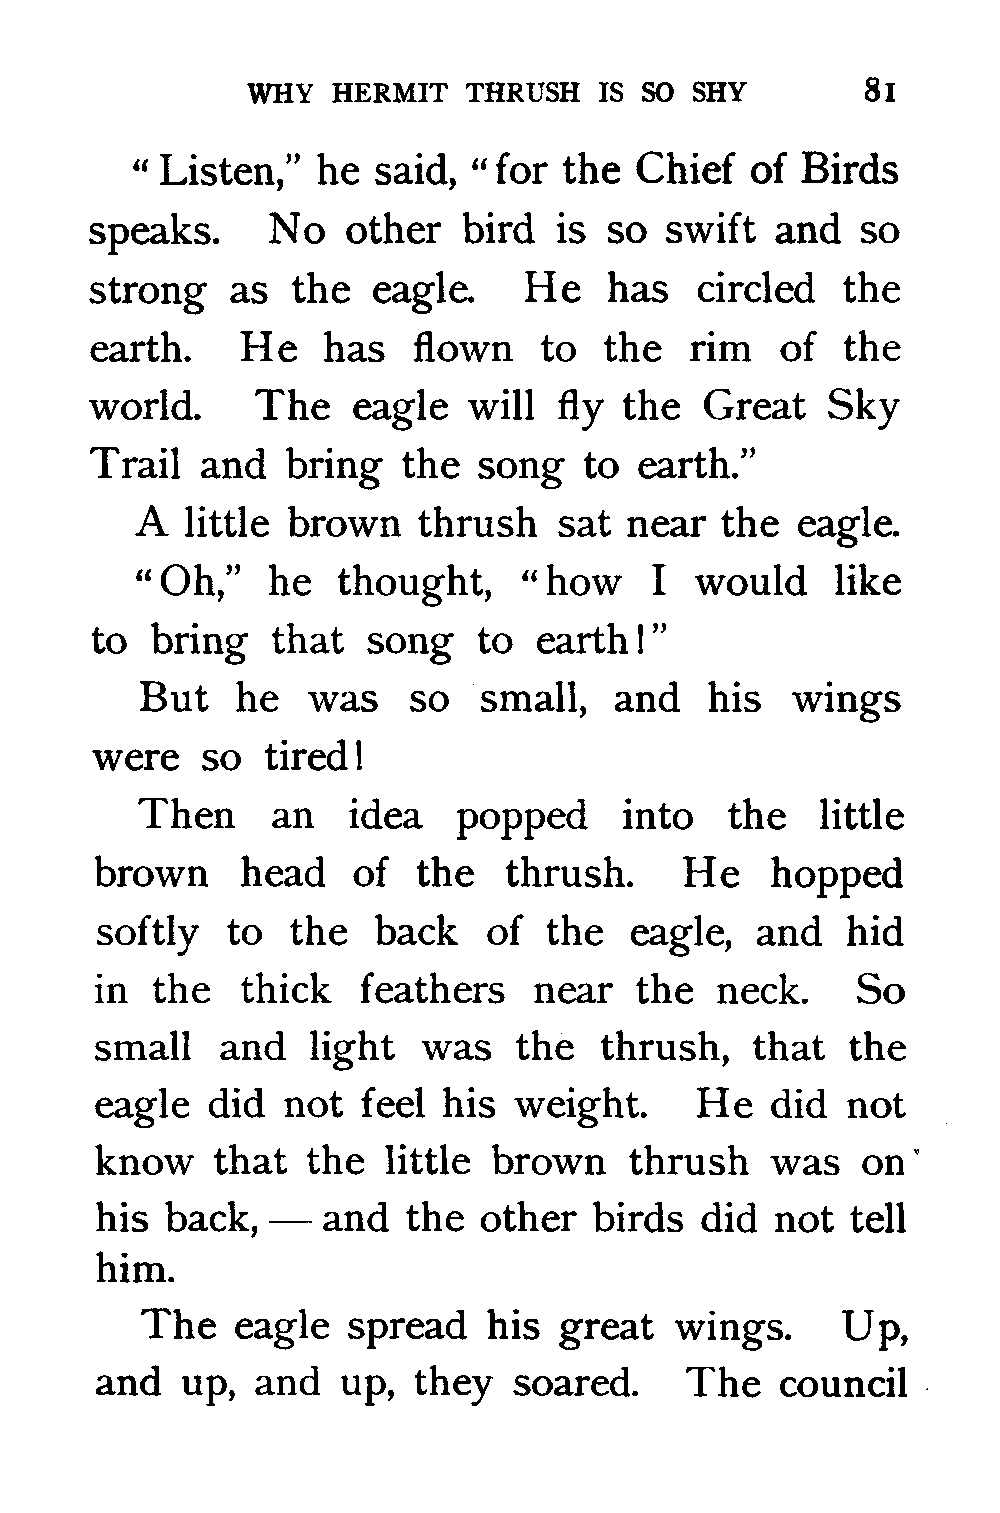 WHY HERMIT THRUSH IS SO SHY 81
“Listen,” he said, “for the Chief of Birds
speaks. No other bird is so swift and so
strong as the eagle. He has circled the
earth. He has flown to the rim of the
world. The eagle will fly the Great Sky
Trail and bring the song to earth.”
A little brown thrush sat near the eagle.
“Oh,” he thought, “how I would like
to bring that song to earth!”
But he was so small, and his wings
were so tired!
Then an idea popped into the little
brown head of the thrush. He hopped
softly to the back of the eagle, and hid
in the thick feathers near the neck. So
small and light was the thrush, that the
eagle did not feel his weight. He did not
know that the little brown thrush was on
his back, — and the other birds did not tell
him.
The eagle spread his great wings. Up,
and up, and up, they soared. The council